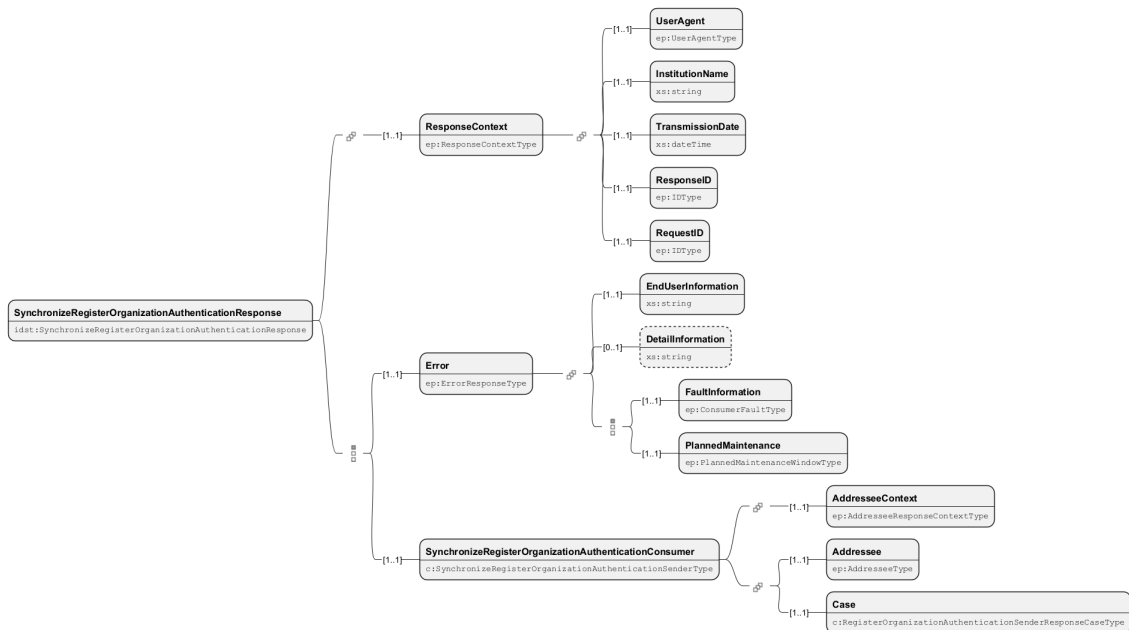 [1..1]
UserAgent
ep:UserAgentType
[1..1]
InstitutionName
xs:string
[1..1]
ResponseContext
ep:ResponseContextType
[1..1]
TransmissionDate
xs:dateTime
[1..1]
ResponseID
ep:IDType
[1..1]
RequestID
ep:IDType
SynchronizeRegisterOrganizationAuthenticationResponse
idst:SynchronizeRegisterOrganizationAuthenticationResponse
[1..1]
Error
ep:ErrorResponseType
[1..1]
EndUserInformation
xs:string
[0..1]
DetailInformation
xs:string
[1..1]
FaultInformation
ep:ConsumerFaultType
[1..1]
PlannedMaintenance
ep:PlannedMaintenanceWindowType
[1..1]
SynchronizeRegisterOrganizationAuthenticationConsumer
c:SynchronizeRegisterOrganizationAuthenticationSenderType
[1..1]
AddresseeContext
ep:AddresseeResponseContextType
[1..1]
Addressee
ep:AddresseeType
[1..1]
Case
c:RegisterOrganizationAuthenticationSenderResponseCaseType